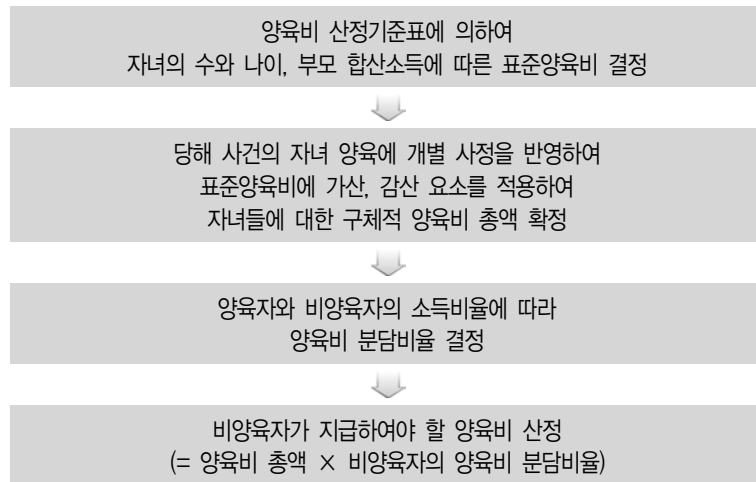 양육비 산정기준표에 의하여
자녀의 수와 나이, 부모 합산소득에 따른 표준양육비 결정
당해 사건의 자녀 양육에 개별 사정을 반영하여
표준양육비에 가산, 감산 요소를 적용하여
자녀들에 대한 구체적 양육비 총액 확정
양육자와 비양육자의 소득비율에 따라
양육비 분담비율 결정
비양육자가 지급하여야 할 양육비 산정
(= 양육비 총액 × 비양육자의 양육비 분담비율)